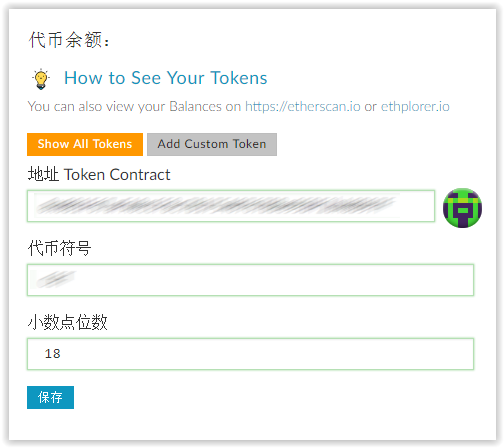 代币余额:
How to See Your Tokens
You can also view your Balances on https://etherscan.io or ethplorer.io
Show All Tokens Add Custom Token
地址 Token Contract
代币符号
小数点位数
18
保存